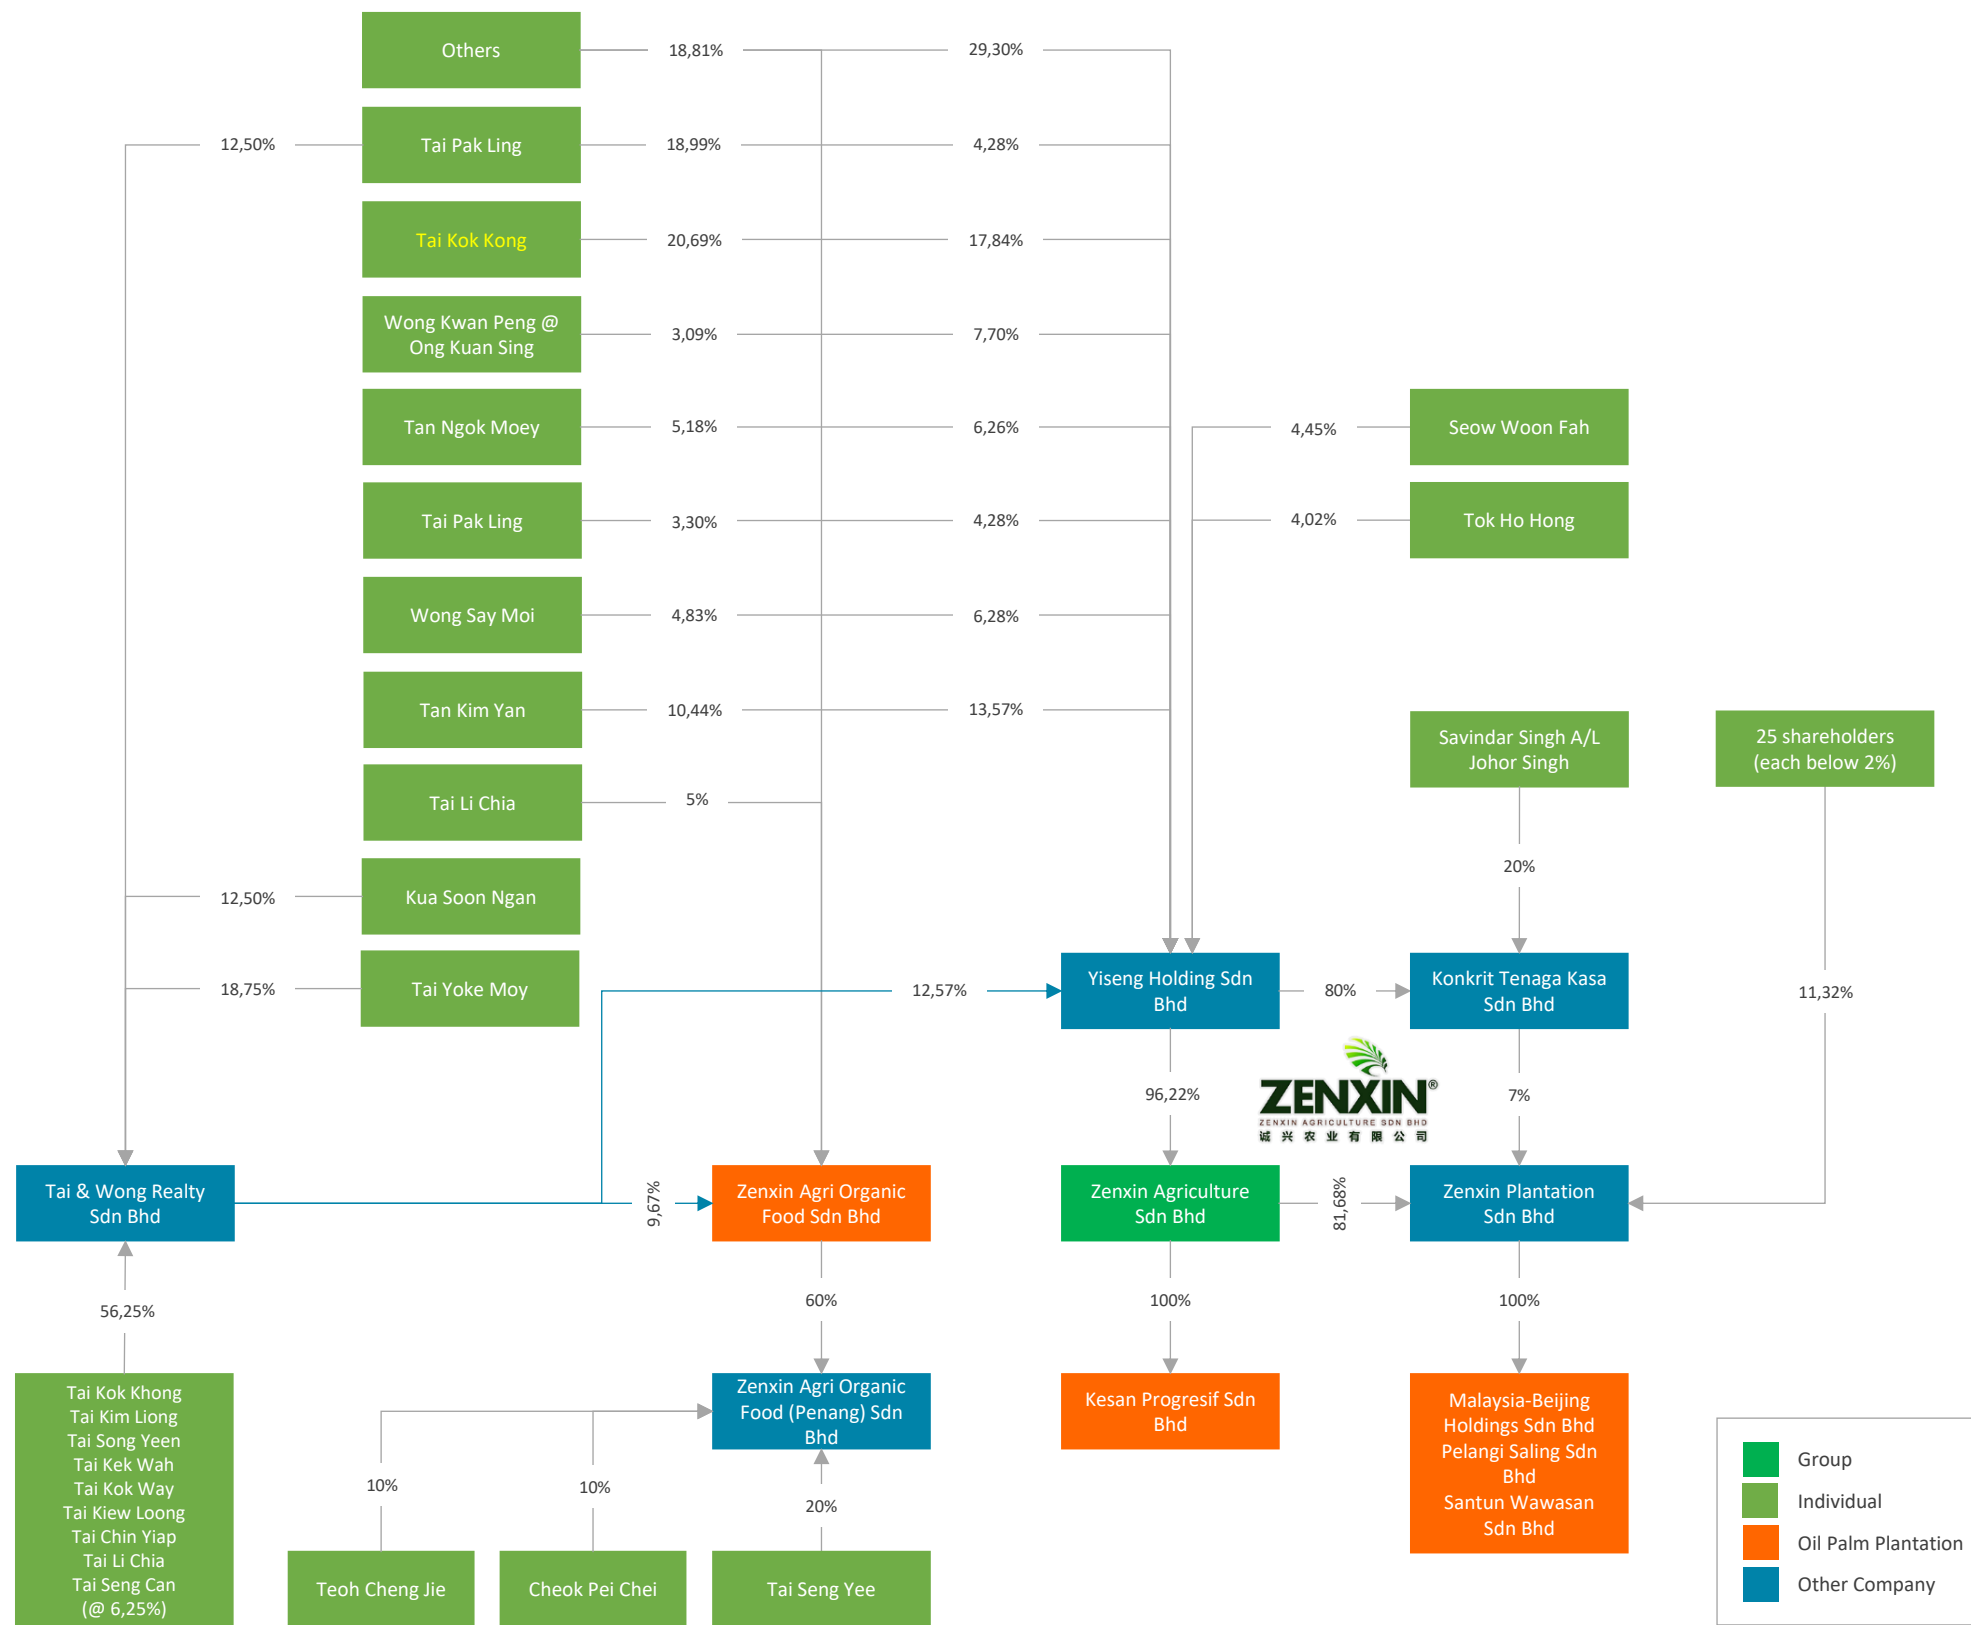 Others
18,81%
29,30%
12,50%
Tai Pak Ling
18,99%
4,28%
Tai Kok Kong
20,69%
17,84%
Wong Kwan Peng @
Ong Kuan Sing
3,09%
7,70%
Tan Ngok Moey
5,18%
6,26%
4,45%
Seow Woon Fah
Tai Pak Ling
3,30%
4,28%
4,02%
Tok Ho Hong
Wong Say Moi
4,83%
6,28%
Tan Kim Yan
10,44%
13,57%
Savindar Singh A/L
Johor Singh
25 shareholders
(each below 2%)
Tai Li Chia
5%
20%
12,50%
Kua Soon Ngan
18,75%
Tai Yoke Moy
12,57%
Yiseng Holding Sdn
Bhd
80%
Konkrit Tenaga Kasa
Sdn Bhd
11,32%
96,22%
ZENXIN®
ZENXIN AGRICULTURE SDN BHD
诚兴农业有限公司
7%
Tai & Wong Realty
Sdn Bhd
9,67%
Zenxin Agri Organic
Food Sdn Bhd
Zenxin Agriculture
Sdn Bhd
81,68%
Zenxin Plantation
Sdn Bhd
56,25%
60%
100%
100%
Tai Kok Khong
Tai Kim Liong
Tai Song Yeen
Tai Kek Wah
Tai Kok Way
Tai Kiew Loong
Tai Chin Yiap
Tai Li Chia
Tai Seng Can
(@ 6,25%)
Zenxin Agri Organic
Food (Penang) Sdn
Bhd
Kesan Progresif Sdn
Bhd
Malaysia-Beijing
Holdings Sdn Bhd
Pelangi Saling Sdn
Bhd
Santun Wawasan
Sdn Bhd
10%
10%
20%
Teoh Cheng Jie
Cheok Pei Chei
Tai Seng Yee
Group
Individual
Oil Palm Plantation
Other Company